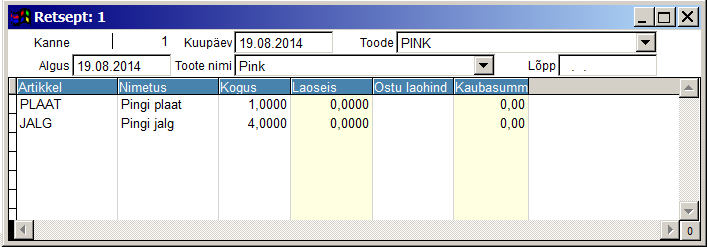 Retsept: 1
Kanne 1 Kuupäev 19.08.2014 Toode PINK
Algus 19.08.2014 Toote nimi Pink Lõpp . .
Artikkel Nimetus Kogus Laoseis Ostu laohind Kaubasumm
PLAAT Pingi plaat 1,0000 0,0000 0,00
JALG Pingi jalg 4,0000 0,0000 0,00
0